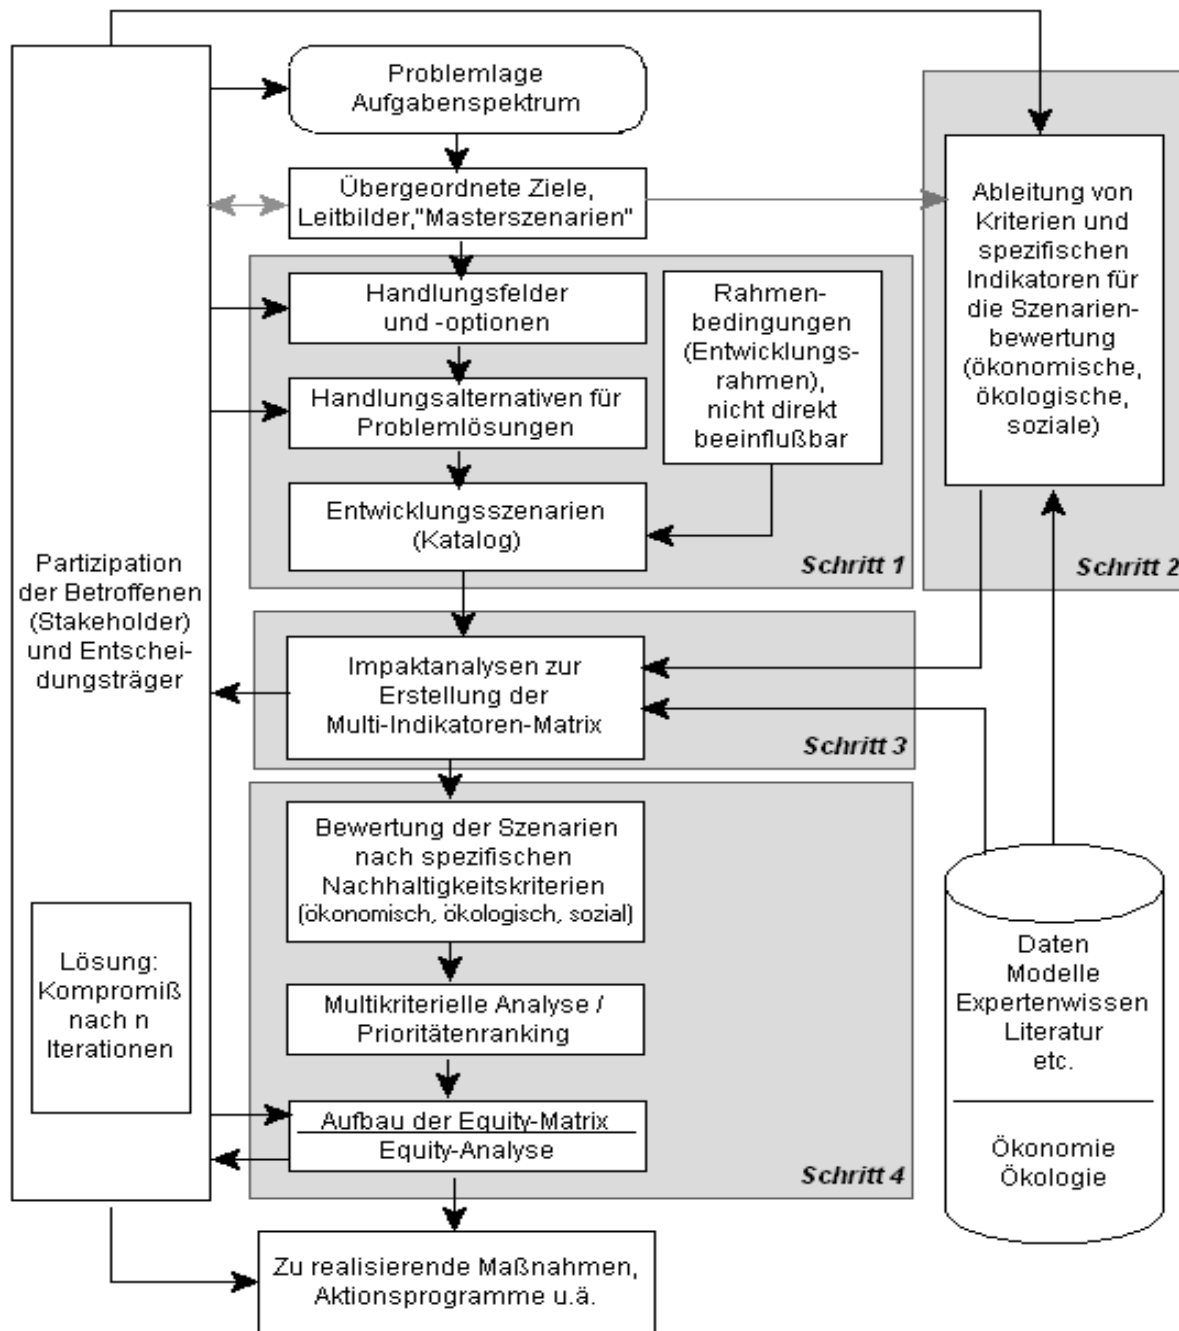 Problemlage
Aufgabenspektrum
Übergeordnete Ziele,
Leitbilder,"Masterszenarien"
Handlungsfelder
und -optionen
Handlungsalternativen für
Problemlösungen
Entwicklungsszenarien
(Katalog)
Rahmen-
bedingungen
(Entwicklungs-
rahmen),
nicht direkt
beeinflußbar
Schritt 1
Ableitung von
Kriterien und
spezifischen
Indikatoren für
die Szenarien-
bewertung
(ökonomische,
ökologische,
soziale)
Schritt 2
Partizipation
der Betroffenen
(Stakeholder)
und Entschei-
dungsträger
Impaktanalysen zur
Erstellung der
Multi-Indikatoren-Matrix
Schritt 3
Bewertung der Szenarien
nach spezifischen
Nachhaltigkeitskriterien
(ökonomisch, ökologisch, sozial)
Multikriterielle Analyse /
Prioritätenranking
Aufbau der Equity-Matrix
Equity-Analyse
Schritt 4
Lösung:
Kompromiß
nach n
Iterationen
Daten
Modelle
Expertenwissen
Literatur
etc.
Ökonomie
Ökologie
Zu realisierende Maßnahmen,
Aktionsprogramme u.ä.